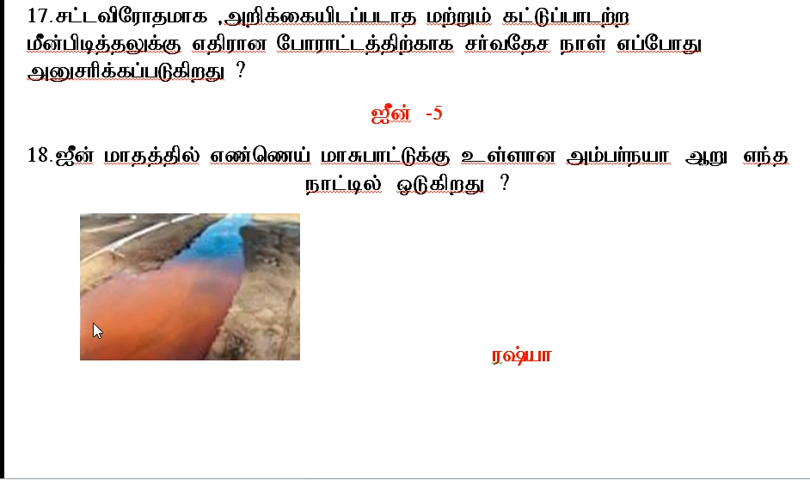 17.சட்டவிரோதமாக ,அறிக்கையிடப்படாத மற்றும் கட்டுப்பாடற்ற
மீன்பிடித்தலுக்கு எதிரான போராட்டத்திற்காக சர்வதேச நாள் எப்போது
அனுசரிக்கப்படுகிறது ?
ஜீன் -5
18.ஜீன் மாதத்தில் எண்ணெய் மாசுபாட்டுக்கு உள்ளான அம்பர்நயா ஆறு எந்த
நாட்டில் ஓடுகிறது ?
ரஷ்யா